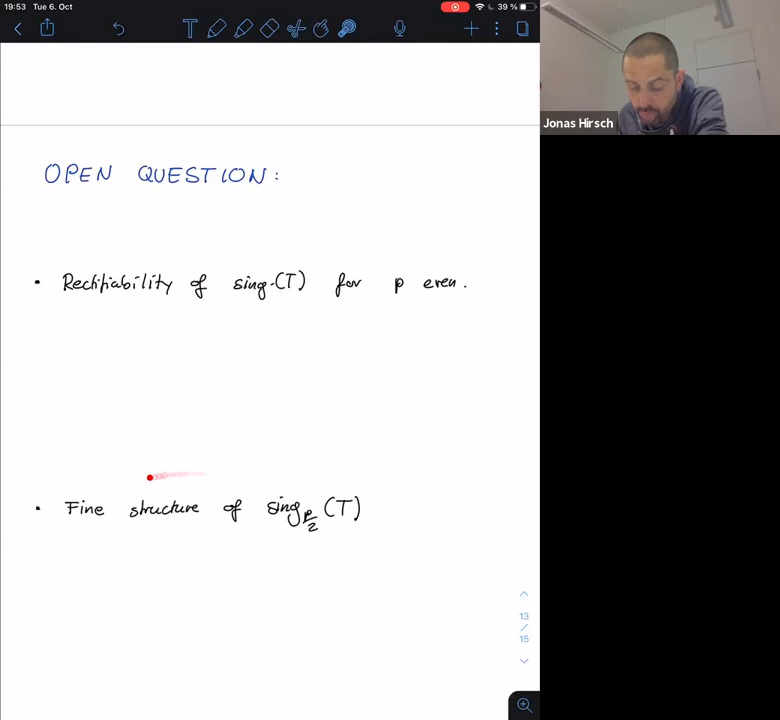 19:53 Tue 6. Oct
39 %
Jonas Hirsch
OPEN QUESTION:
• Rectifiability of sing(T) for p even.
• Fine structure of sing_{p/2}(T)
13
/
15